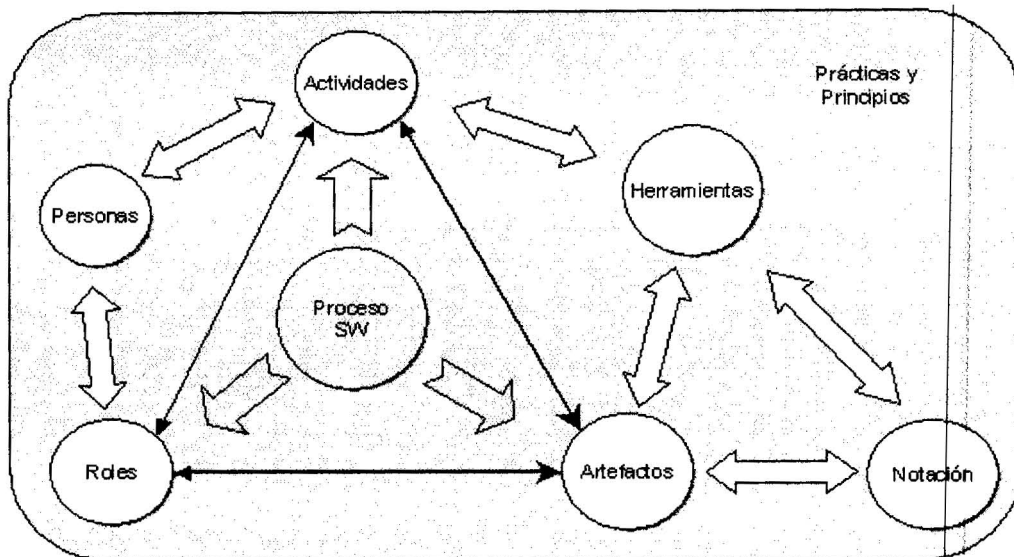 Actividades
Prácticas y
Principios
Personas
Herramientas
Proceso
SW
Roles
Artefactos
Notación